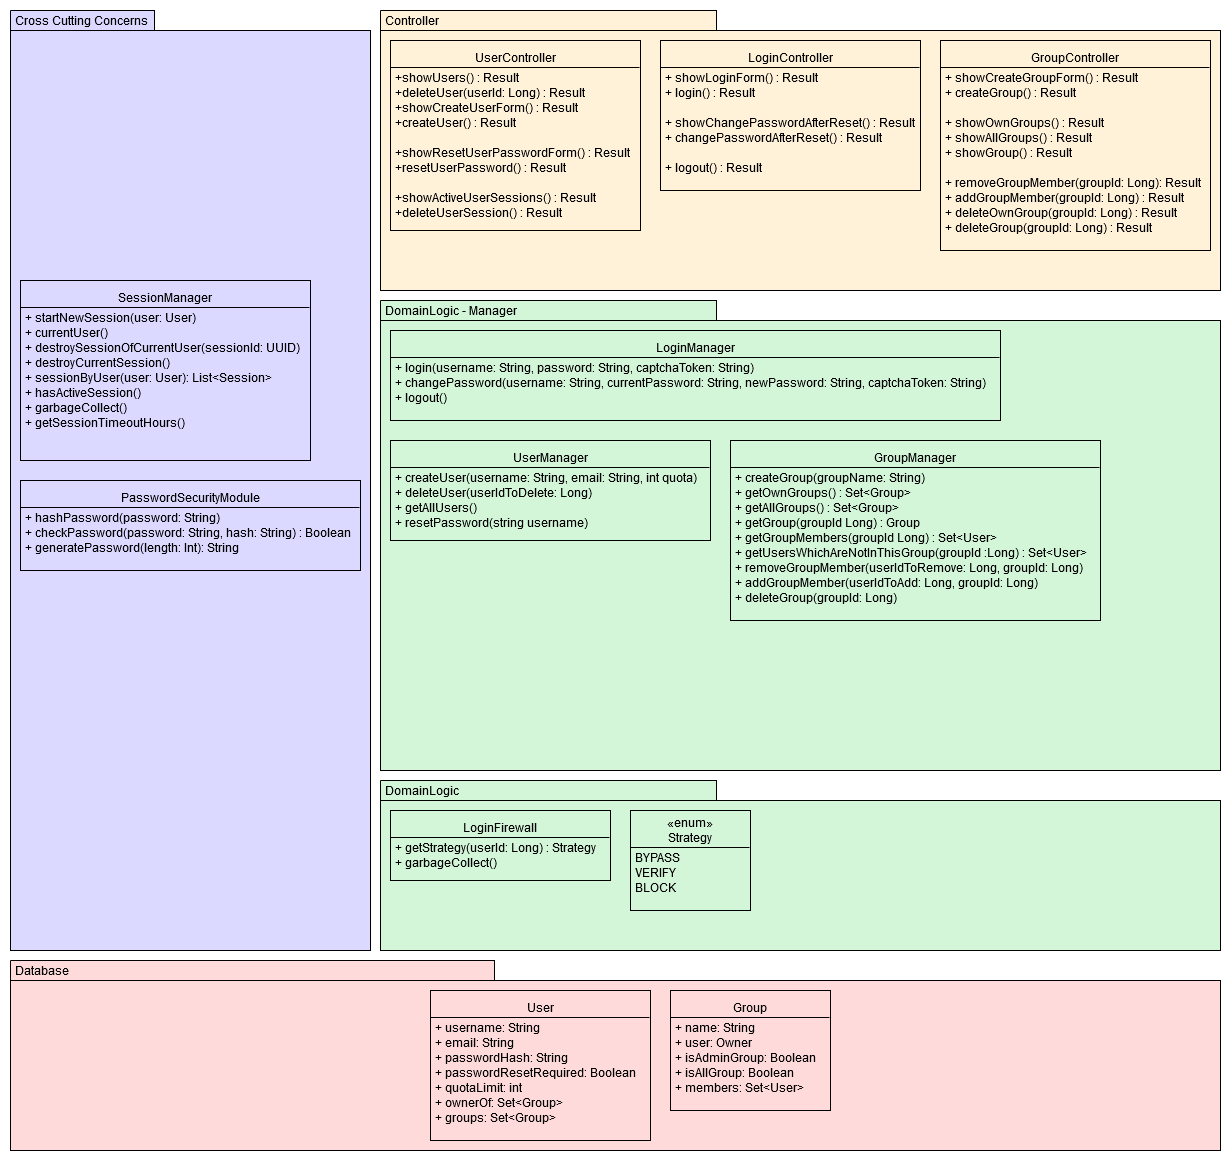 Cross Cutting Concerns
SessionManager
+ startNewSession(user: User)
+ currentUser()
+ destroySessionOfCurrentUser(sessionId: UUID)
+ destroyCurrentSession()
+ sessionByUser(user: User): List<Session>
+ hasActiveSession()
+ garbageCollect()
+ getSessionTimeoutHours()
PasswordSecurityModule
+ hashPassword(password: String)
+ checkPassword(password: String, hash: String) : Boolean
+ generatePassword(length: Int): String
Controller
UserController
+showUsers() : Result
+deleteUser(userId: Long) : Result
+showCreateUserForm() : Result
+createUser() : Result
+showResetUserPasswordForm() : Result
+resetUserPassword() : Result
+showActiveUserSessions() : Result
+deleteUserSession() : Result
LoginController
+ showLoginForm() : Result
+ login() : Result
+ showChangePasswordAfterReset() : Result
+ changePasswordAfterReset() : Result
+ logout() : Result
GroupController
+ showCreateGroupForm() : Result
+ createGroup() : Result
+ showOwnGroups() : Result
+ showAllGroups() : Result
+ showGroup() : Result
+ removeGroupMember(groupId: Long): Result
+ addGroupMember(groupId: Long) : Result
+ deleteOwnGroup(groupId: Long) : Result
+ deleteGroup(groupId: Long) : Result
DomainLogic - Manager
LoginManager
+ login(username: String, password: String, captchaToken: String)
+ changePassword(username: String, currentPassword: String, newPassword: String, captchaToken: String)
+ logout()
UserManager
+ createUser(username: String, email: String, int quota)
+ deleteUser(userIdToDelete: Long)
+ getAllUsers()
+ resetPassword(string username)
GroupManager
+ createGroup(groupName: String)
+ getOwnGroups() : Set<Group>
+ getAllGroups() : Set<Group>
+ getGroup(groupId Long) : Group
+ getGroupMembers(groupId Long) : Set<User>
+ getUsersWhichAreNotInThisGroup(groupId :Long) : Set<User>
+ removeGroupMember(userIdToRemove: Long, groupId: Long)
+ addGroupMember(userIdToAdd: Long, groupId: Long)
+ deleteGroup(groupId: Long)
DomainLogic
LoginFirewall
+ getStrategy(userId: Long) : Strategy
+ garbageCollect()
«enum»
Strategy
BYPASS
VERIFY
BLOCK
Database
User
+ username: String
+ email: String
+ passwordHash: String
+ passwordResetRequired: Boolean
+ quotaLimit: int
+ ownerOf: Set<Group>
+ groups: Set<Group>
Group
+ name: String
+ user: Owner
+ isAdminGroup: Boolean
+ isAllGroup: Boolean
+ members: Set<User>